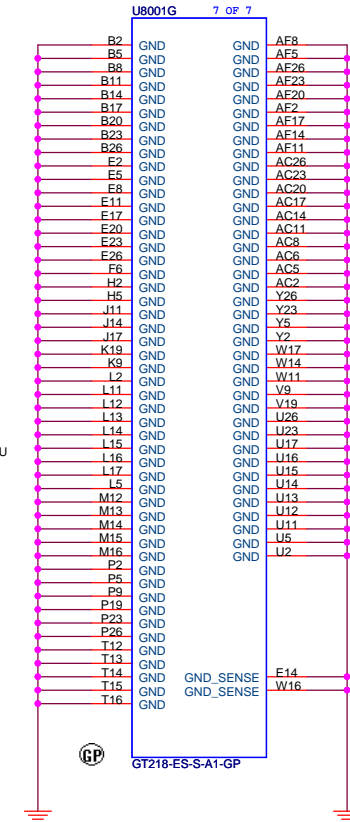 U8001G 7 OF 7
B2 GND GND AF8
B5 GND GND AF5
B8 GND GND AF26
B11 GND GND AF23
B14 GND GND AF20
B17 GND GND AF2
B20 GND GND AF17
B23 GND GND AF14
B26 GND GND AF11
E2 GND GND AC26
E5 GND GND AC23
E8 GND GND AC20
E11 GND GND AC17
E17 GND GND AC14
E20 GND GND AC11
E23 GND GND AC8
E26 GND GND AC6
F6 GND GND AC5
H2 GND GND AC2
H5 GND GND Y26
J11 GND GND Y23
J14 GND GND Y5
J17 GND GND Y2
K19 GND GND W17
K9 GND GND W14
L2 GND GND W11
L11 GND GND V9
L12 GND GND V19
L13 GND GND U26
L14 GND GND U23
L15 GND GND U17
U
L16 GND GND U16
L17 GND GND U15
L5 GND GND U14
M12 GND GND U13
M13 GND GND U12
M14 GND GND U11
M15 GND GND U5
M16 GND GND U2
P2 GND
P5 GND
P9 GND
P19 GND
P23 GND
P26 GND
T12 GND
T13 GND
T14 GND GND_SENSE E14
T15 GND GND_SENSE W16
T16 GND
GP
GT218-ES-S-A1-GP